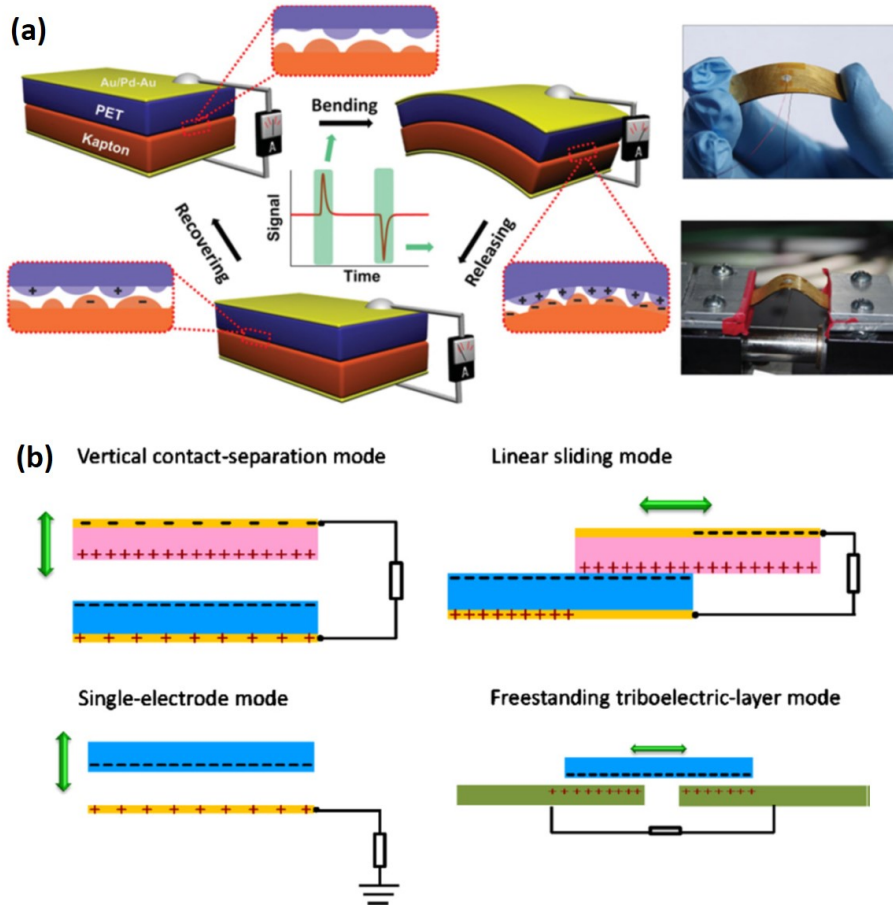 (a)
Au/Pd-Au
PET
Kapton
A
Bending
A
Signal
Time
Recovering
Releasing
+ +
- -
+ + + + + + + +
- - - - - - - -
A
(b)
Vertical contact-separation mode
Linear sliding mode
Single-electrode mode
Freestanding triboelectric-layer mode